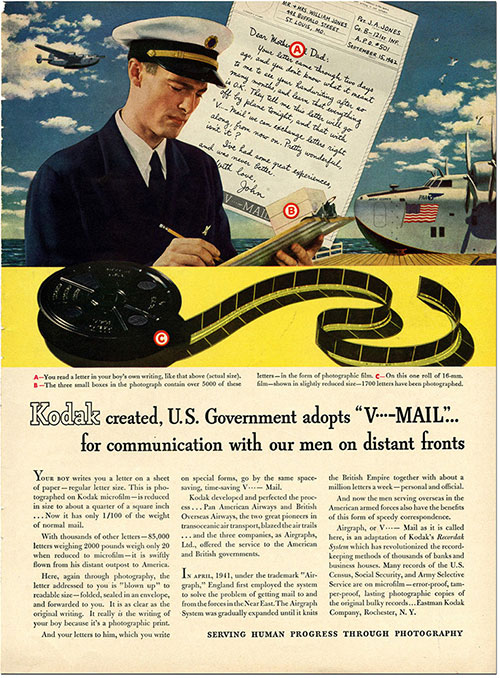 MR. & MRS. WILLIAM JONES
442 BUFFALO STREET
ST. LOUIS, MO.
Pvt. J.A. JONES
Co. B-121st INF.
A.P.O. #501
SEPTEMBER 15, 1942
Dear Mother & Dad:
Your letter came through two days
ago, and you don't know what it meant
to me to see your handwriting after so
many months, and learn that everything
is O.K. They tell me this letter will go
off by plane tonight, and that with
"V···-Mail" we can exchange letters right
along, from now on. Pretty wonderful,
isn't it?
I've had some great experiences,
and was never better
With love,
John
V···-MAIL
A
B
C
A—You read a letter in your boy's own writing, like that above (actual size).
B—The three small boxes in the photograph contain over 5000 of these
letters—in the form of photographic film. C—On this one roll of 16-mm.
film—shown in slightly reduced size—1700 letters have been photographed.
Kodak created, U.S. Government adopts "V···-MAIL"...
for communication with our men on distant fronts
YOUR BOY writes you a letter on a sheet
of paper—regular letter size. This is pho-
tographed on Kodak microfilm—is reduced
in size to about a quarter of a square inch
... Now it has only 1/100 of the weight
of normal mail.
With thousands of other letters—85,000
letters weighing 2000 pounds weigh only 20
when reduced to microfilm—it is swiftly
flown from his distant outpost to America.
Here, again through photography, the
letter addressed to you is "blown up" to
readable size—folded, sealed in an envelope,
and forwarded to you. It is as clear as the
original writing. It really is the writing of
your boy because it's a photographic print.
And your letters to him, which you write
on special forms, go by the same space-
saving, time-saving V···— Mail.
Kodak developed and perfected the proc-
ess... Pan American Airways and British
Overseas Airways, the two great pioneers in
transoceanic air transport, blazed the air trails
... and the three companies, as Airgraphs,
Ltd., offered the service to the American
and British governments.
IN APRIL, 1941, under the trademark "Air-
graph," England first employed the system
to solve the problem of getting mail to and
from the forces in the Near East. The Airgraph
System was gradually expanded until it knits
the British Empire together with about a
million letters a week—personal and official.
And now the men serving overseas in the
American armed forces also have the benefits
of this form of speedy correspondence.
Airgraph, or V···— Mail as it is called
here, is an adaptation of Kodak's Recordak
System which has revolutionized the record-
keeping methods of thousands of banks and
business houses. Many records of the U.S.
Census, Social Security, and Army Selective
Service are on microfilm—error-proof, tam-
per-proof, lasting photographic copies of
the original bulky records...Eastman Kodak
Company, Rochester, N. Y.
SERVING HUMAN PROGRESS THROUGH PHOTOGRAPHY